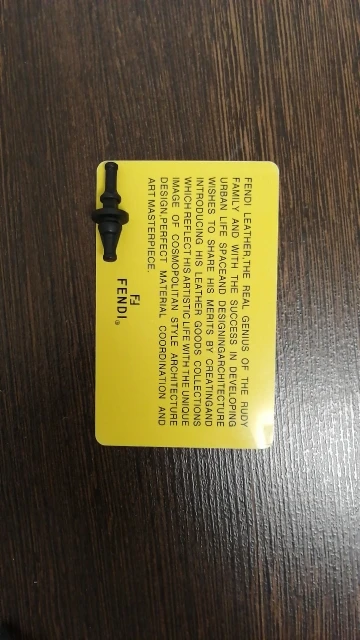 FENDI LEATHER,THE REAL GENIUS OF THE RUDY
FAMILY AND WITH THE SUCCESS IN DEVELOPING
URBAN LIFE SPACEAND DESIGNINGARCHITECTURE
WISHES TO SHARE HIS MERITS BY CREATINGAND
INTRODUCING HIS LEATHER GOODS COLLECTIONS
WHICH REFLECT HIS ARTISTIC LIFE WITH THE UNIQUE
IMAGE OF COSMOPOLITAN STYLE ARCHITECTURE
DESIGN,PERFECT MATERIAL COORDINATION AND
ART MASTERPIECE.
FENDI®